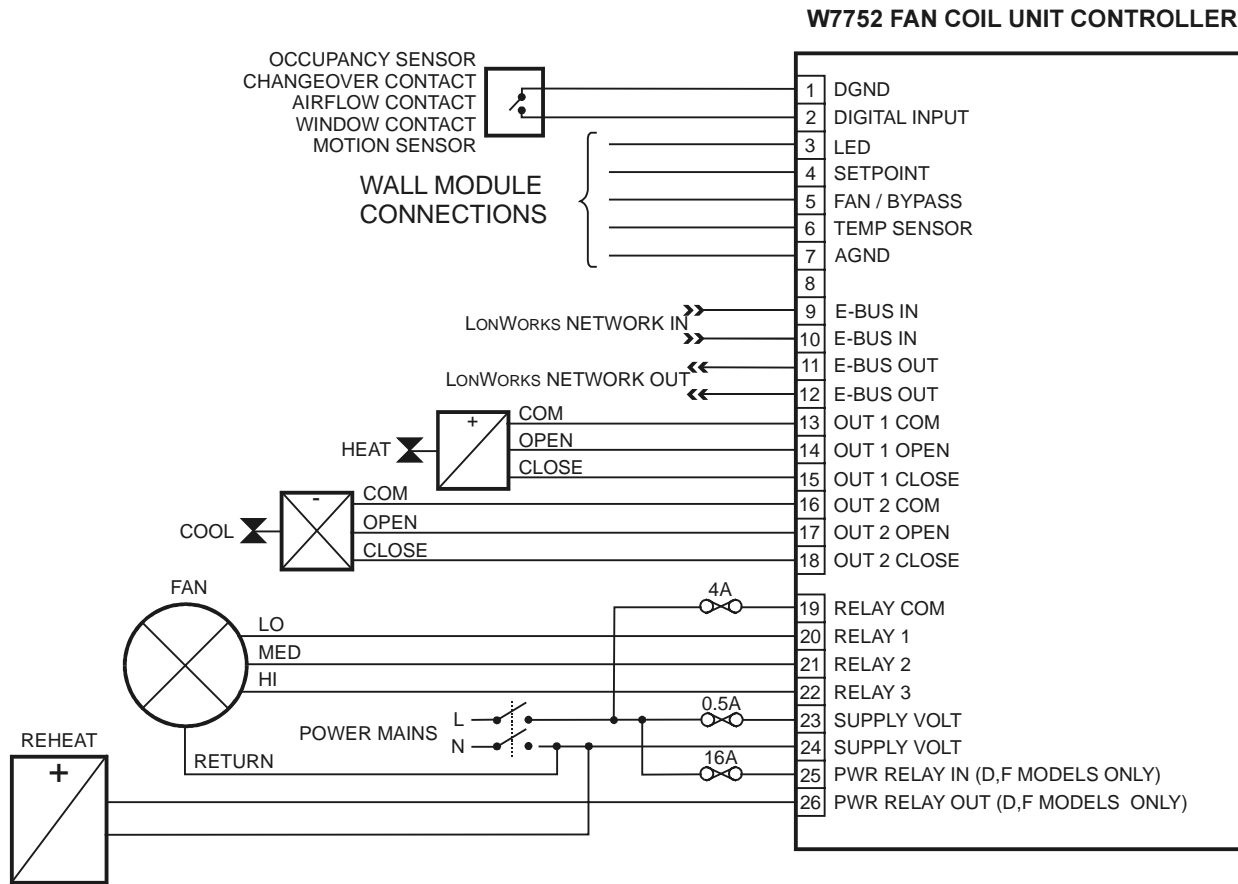 W7752 FAN COIL UNIT CONTROLLER
OCCUPANCY SENSOR
CHANGEOVER CONTACT
AIRFLOW CONTACT
WINDOW CONTACT
MOTION SENSOR
WALL MODULE
CONNECTIONS
1 DGND
2 DIGITAL INPUT
3 LED
4 SETPOINT
5 FAN / BYPASS
6 TEMP SENSOR
7 AGND
8
LONWORKS NETWORK IN
9 E-BUS IN
10 E-BUS IN
LONWORKS NETWORK OUT
11 E-BUS OUT
12 E-BUS OUT
HEAT
+
COM
OPEN
CLOSE
13 OUT 1 COM
14 OUT 1 OPEN
15 OUT 1 CLOSE
COOL
-
COM
OPEN
CLOSE
16 OUT 2 COM
17 OUT 2 OPEN
18 OUT 2 CLOSE
FAN
LO
MED
HI
RETURN
4A
19 RELAY COM
20 RELAY 1
21 RELAY 2
22 RELAY 3
POWER MAINS
L
N
0.5A
23 SUPPLY VOLT
24 SUPPLY VOLT
16A
25 PWR RELAY IN (D,F MODELS ONLY)
26 PWR RELAY OUT (D,F MODELS ONLY)
REHEAT
+